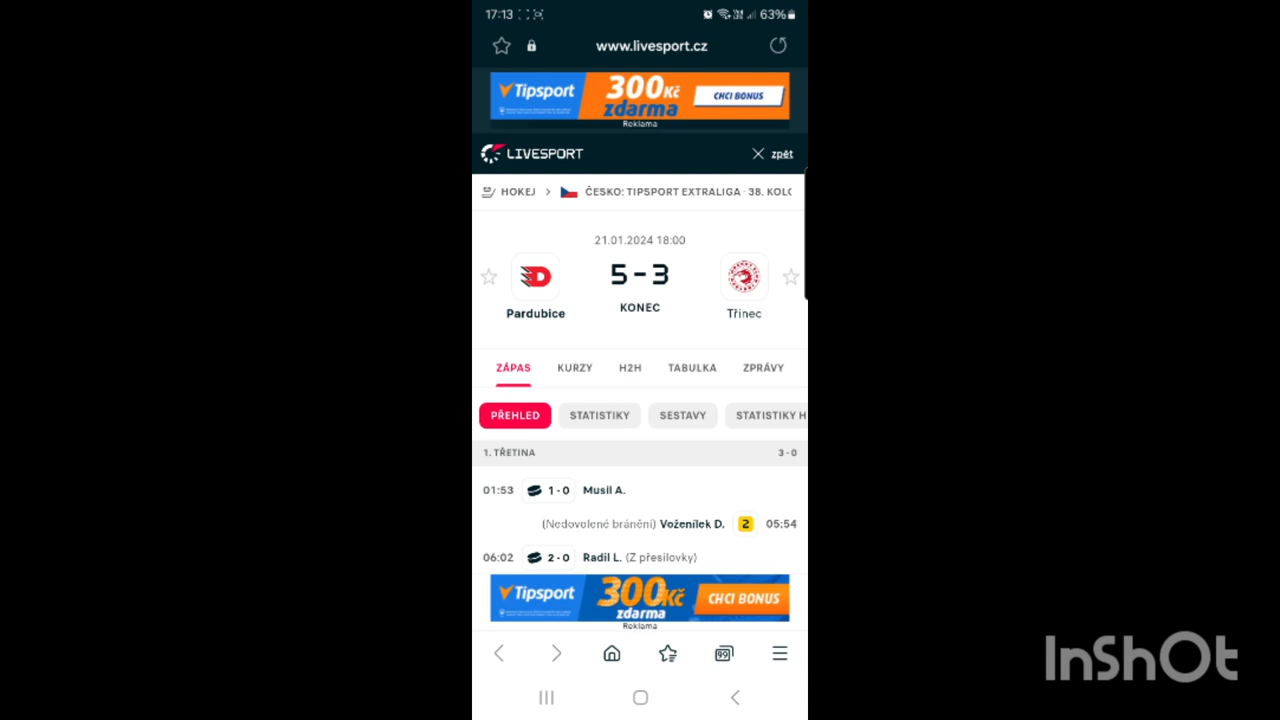 17:13 63%
www.livesport.cz
Tipsport 300Kč zdarma CHCI BONUS
Reklama
LIVESPORT zpět
HOKEJ > ČESKO: TIPSPORT EXTRALIGA · 38. KOLO
21.01.2024 18:00
5 - 3
KONEC
Pardubice Třinec
ZÁPAS KURZY H2H TABULKA ZPRÁVY
PŘEHLED STATISTIKY SESTAVY STATISTIKY H
1. TŘETINA 3 - 0
01:53 1 - 0 Musil A.
(Nedovolené bránění) Voženílek D. 2 05:54
06:02 2 - 0 Radil L. (Z přesilovky)
Tipsport 300Kč zdarma CHCI BONUS
Reklama
99
InShOt